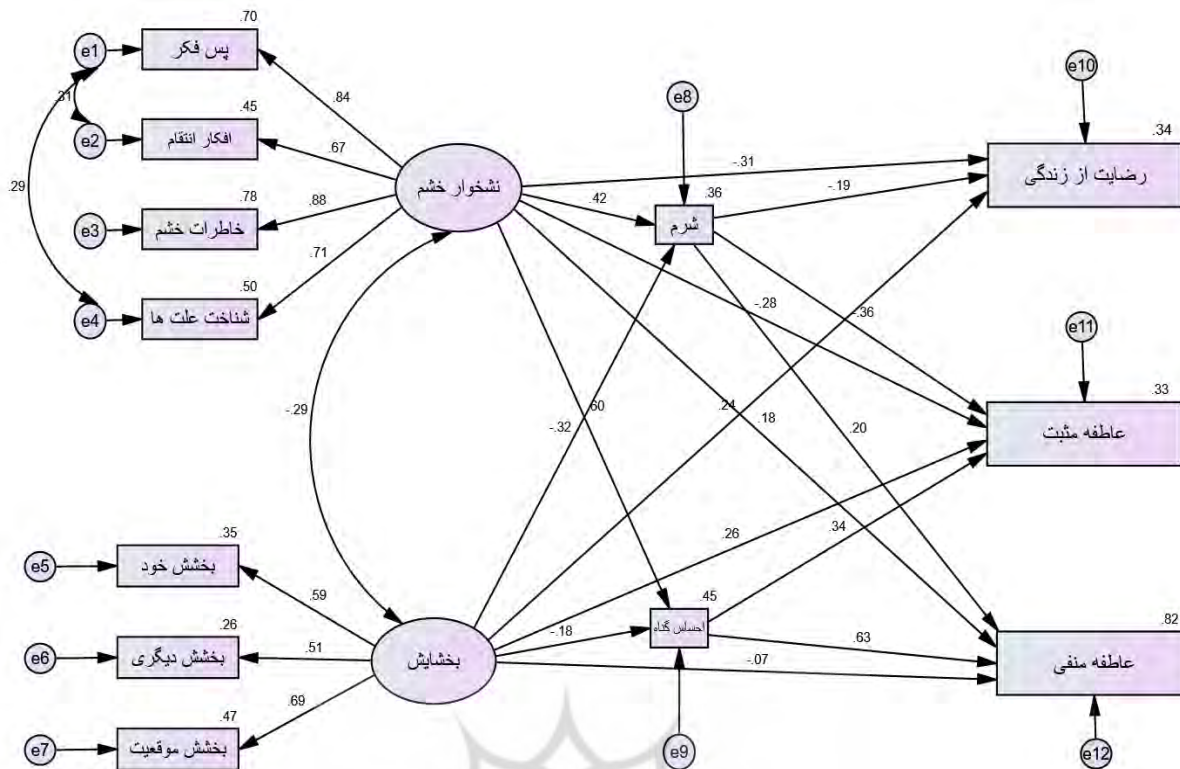 .70
e1
پس فکر
.84
.31
.45
e2
افکار انتقام
.67
.29
.78
e3
خاطرات خشم
.88
.50
e4
شناخت علت ها
.71
نشخوار خشم
e8
.36
شرم
.42
-.31
-.19
e10
.34
رضایت از زندگی
-.28
-.36
e11
.33
عاطفه مثبت
-.29
-.32
.60
.24
.18
.20
.26
.34
.35
e5
بخشش خود
.59
.26
e6
بخشش دیگری
.51
.47
e7
بخشش موقعیت
.69
بخشایش
-.18
.45
احساس گناه
e9
.63
-.07
.82
عاطفه منفی
e12